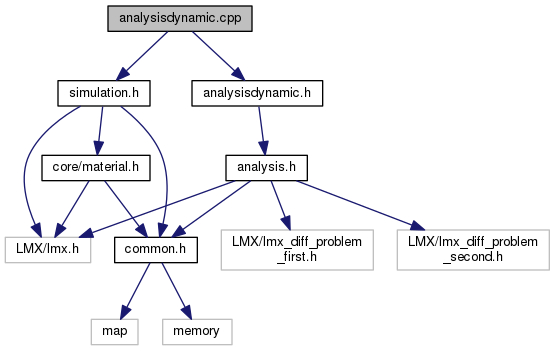 analysisdynamic.cpp
simulation.h
analysisdynamic.h
core/material.h
analysis.h
LMX/lmx.h
common.h
LMX/lmx_diff_problem
_first.h
LMX/lmx_diff_problem
_second.h
map
memory